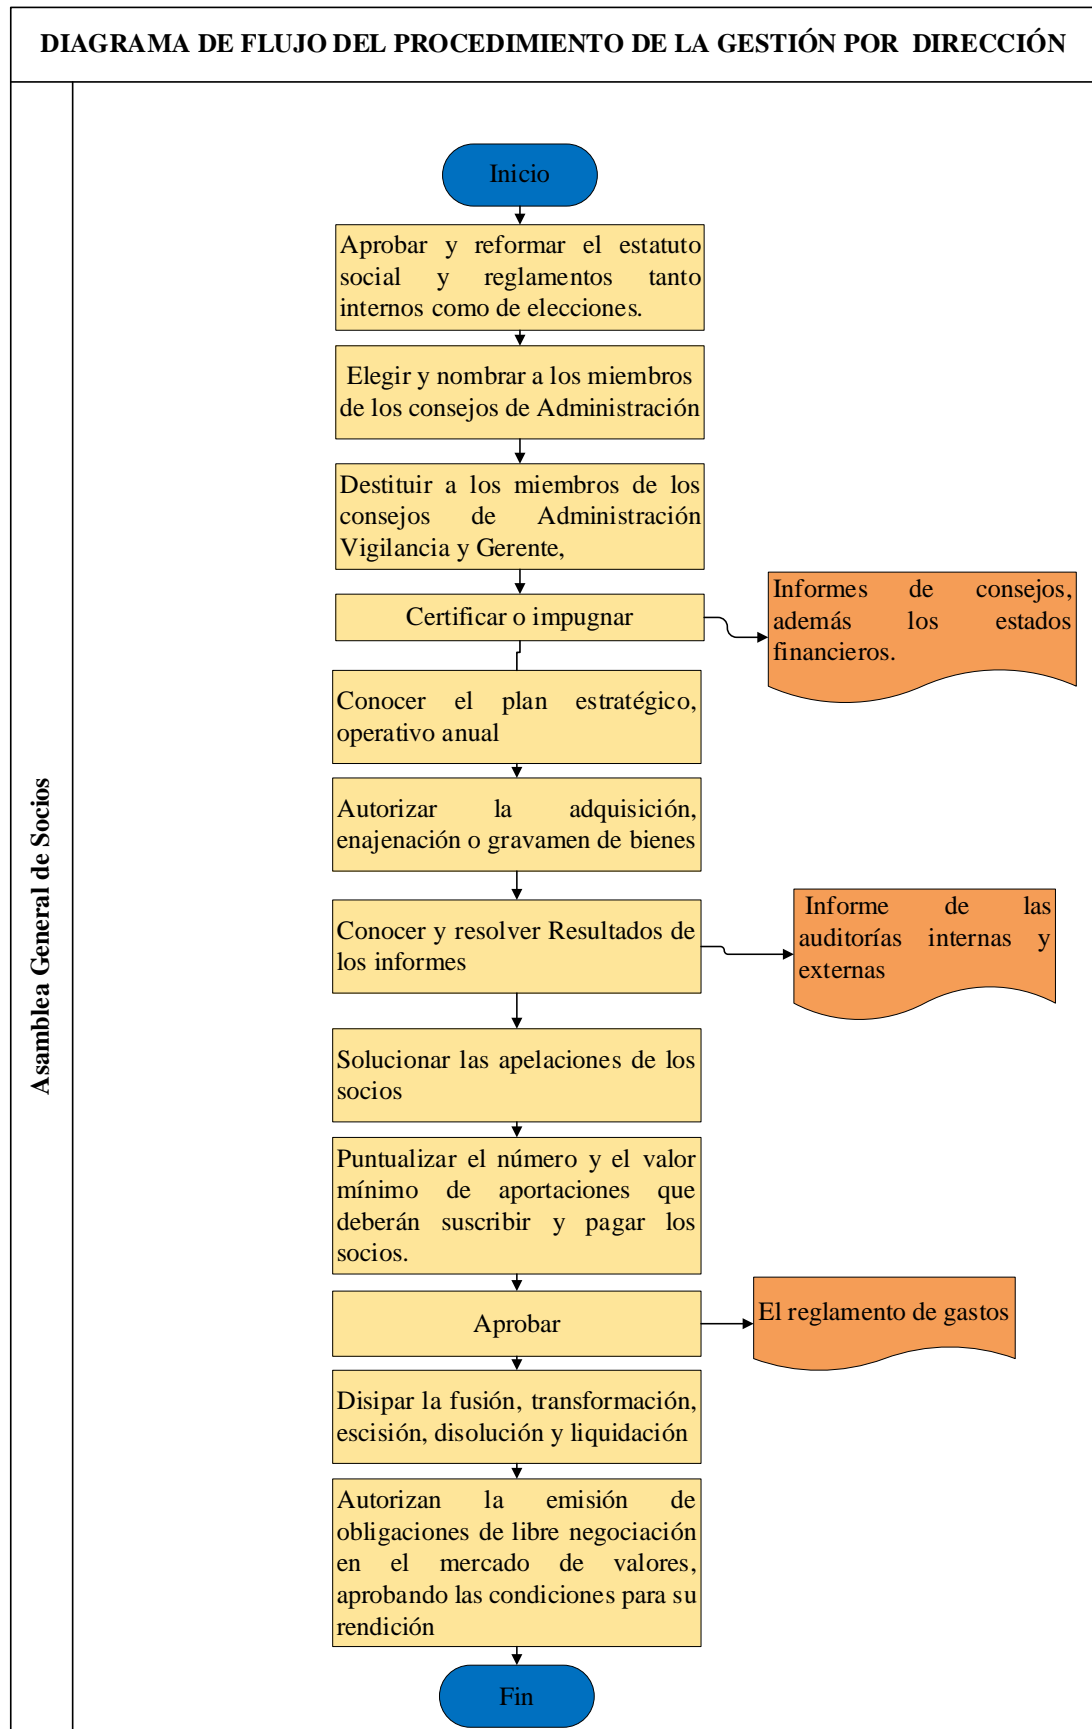 DIAGRAMA DE FLUJO DEL PROCEDIMIENTO DE LA GESTIÓN POR DIRECCIÓN
Asamblea General de Socios
Inicio
Aprobar y reformar el estatuto
social y reglamentos tanto
internos como de elecciones.
Elegir y nombrar a los miembros
de los consejos de Administración
Destituir a los miembros de los
consejos de Administración
Vigilancia y Gerente,
Certificar o impugnar
Informes de consejos,
además los estados
financieros.
Conocer el plan estratégico,
operativo anual
Autorizar la adquisición,
enajenación o gravamen de bienes
Conocer y resolver Resultados de
los informes
Informe de las
auditorías internas y
externas
Solucionar las apelaciones de los
socios
Puntualizar el número y el valor
mínimo de aportaciones que
deberán suscribir y pagar los
socios.
Aprobar
El reglamento de gastos
Disipar la fusión, transformación,
escisión, disolución y liquidación
Autorizan la emisión de
obligaciones de libre negociación
en el mercado de valores,
aprobando las condiciones para su
rendición
Fin